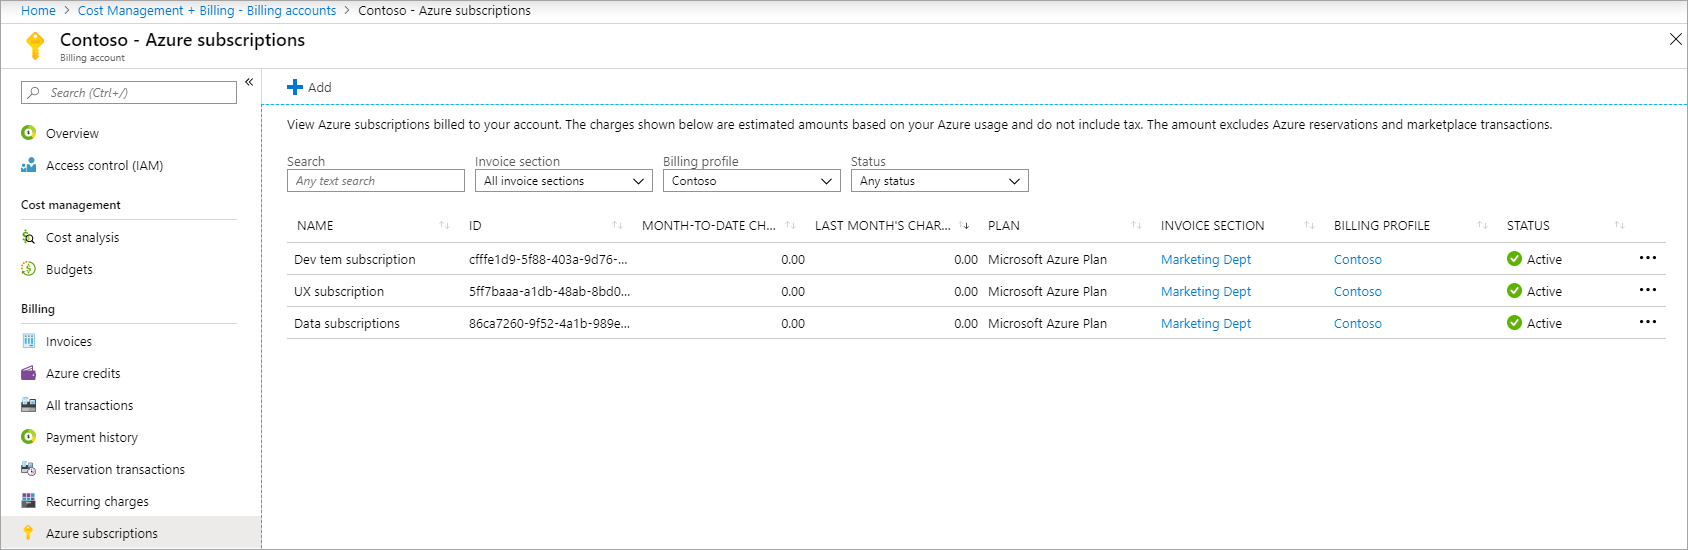 Home > Cost Management + Billing - Billing accounts > Contoso - Azure subscriptions
Contoso - Azure subscriptions
Billing account
Search (Ctrl+/)
Overview
Access control (IAM)
Cost management
Cost analysis
Budgets
Billing
Invoices
Azure credits
All transactions
Payment history
Reservation transactions
Recurring charges
Azure subscriptions
Add
View Azure subscriptions billed to your account. The charges shown below are estimated amounts based on your Azure usage and do not include tax. The amount excludes Azure reservations and marketplace transactions.
Search Invoice section Billing profile Status
Any text search All invoice sections Contoso Any status
NAME ID MONTH-TO-DATE CH... LAST MONTH'S CHAR... PLAN INVOICE SECTION BILLING PROFILE STATUS
Dev tem subscription cfffe1d9-5f88-403a-9d76-... 0.00 0.00 Microsoft Azure Plan Marketing Dept Contoso Active
UX subscription 5ff7baaa-a1db-48ab-8bd0... 0.00 0.00 Microsoft Azure Plan Marketing Dept Contoso Active
Data subscriptions 86ca7260-9f52-4a1b-989e... 0.00 0.00 Microsoft Azure Plan Marketing Dept Contoso Active